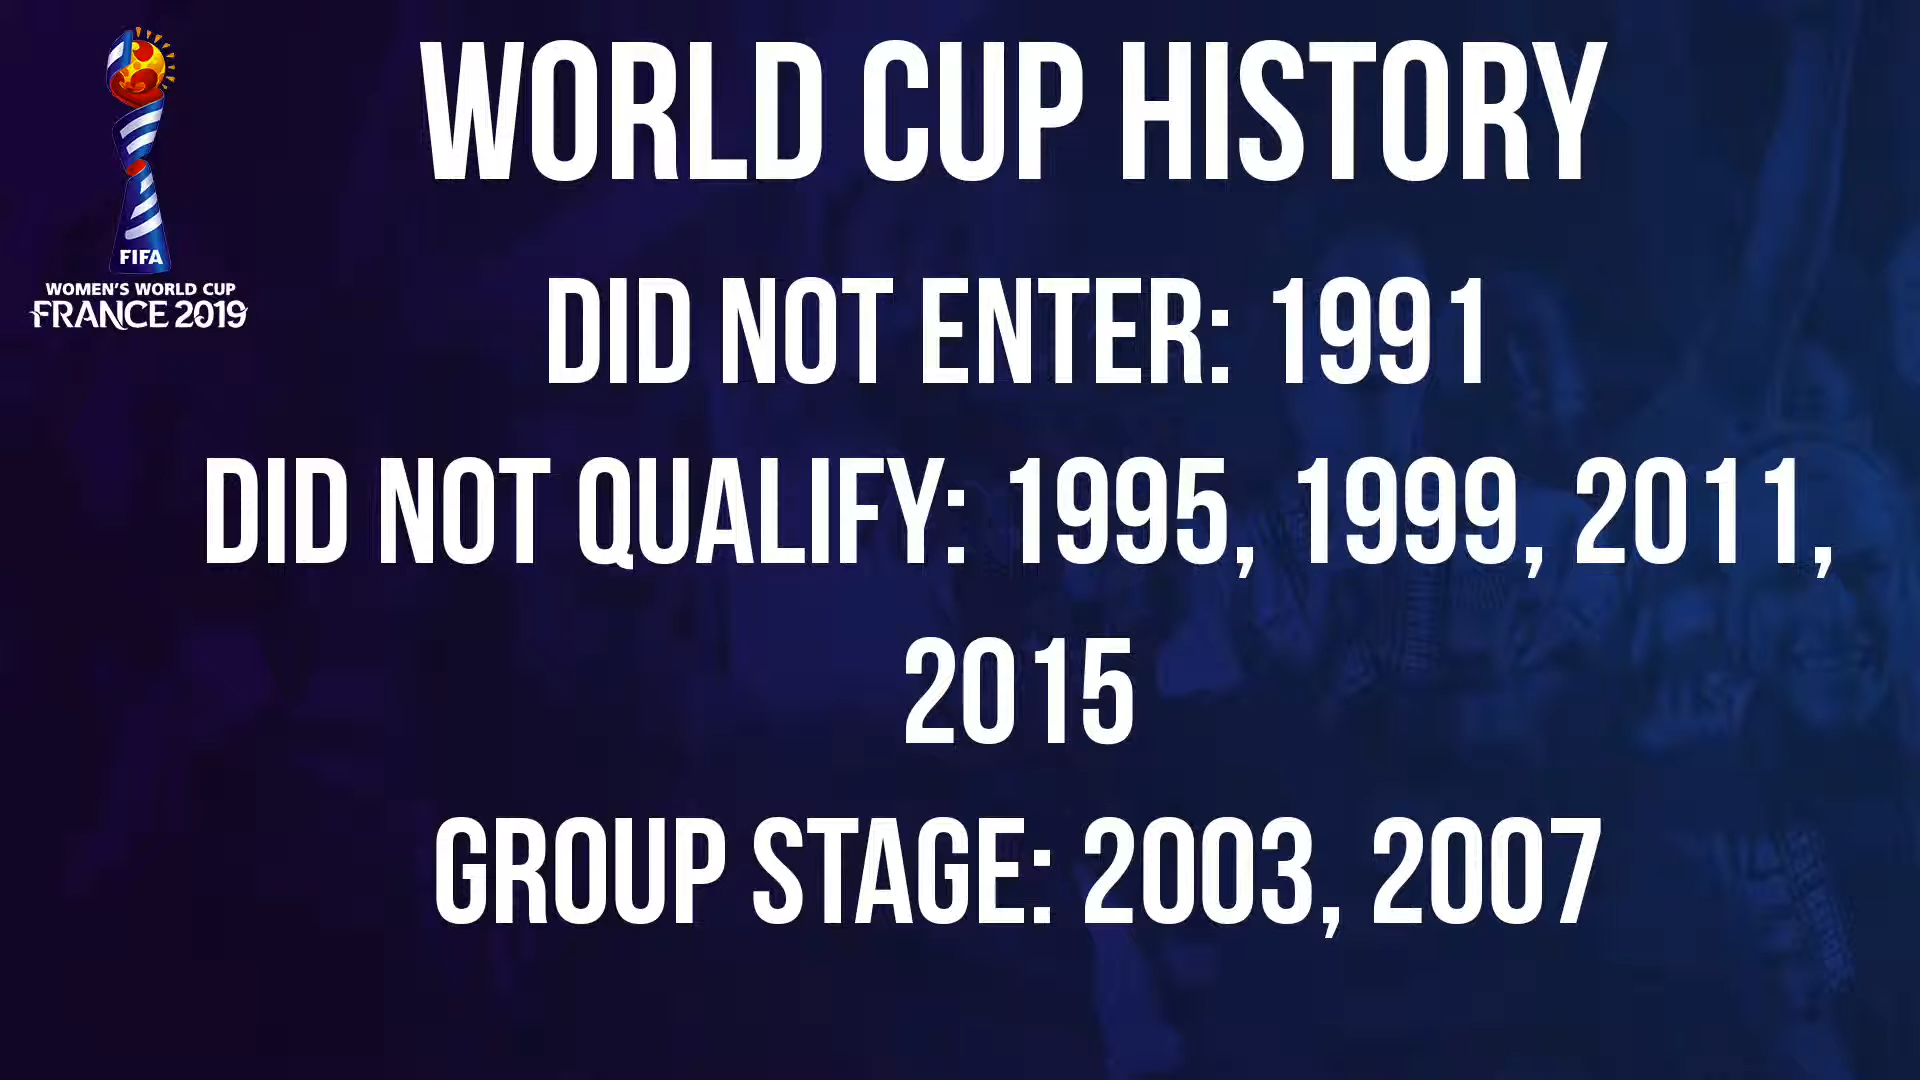 WORLD CUP HISTORY
FIFA
WOMEN'S WORLD CUP
FRANCE 2019
DID NOT ENTER: 1991
DID NOT QUALIFY: 1995, 1999, 2011,
2015
GROUP STAGE: 2003, 2007